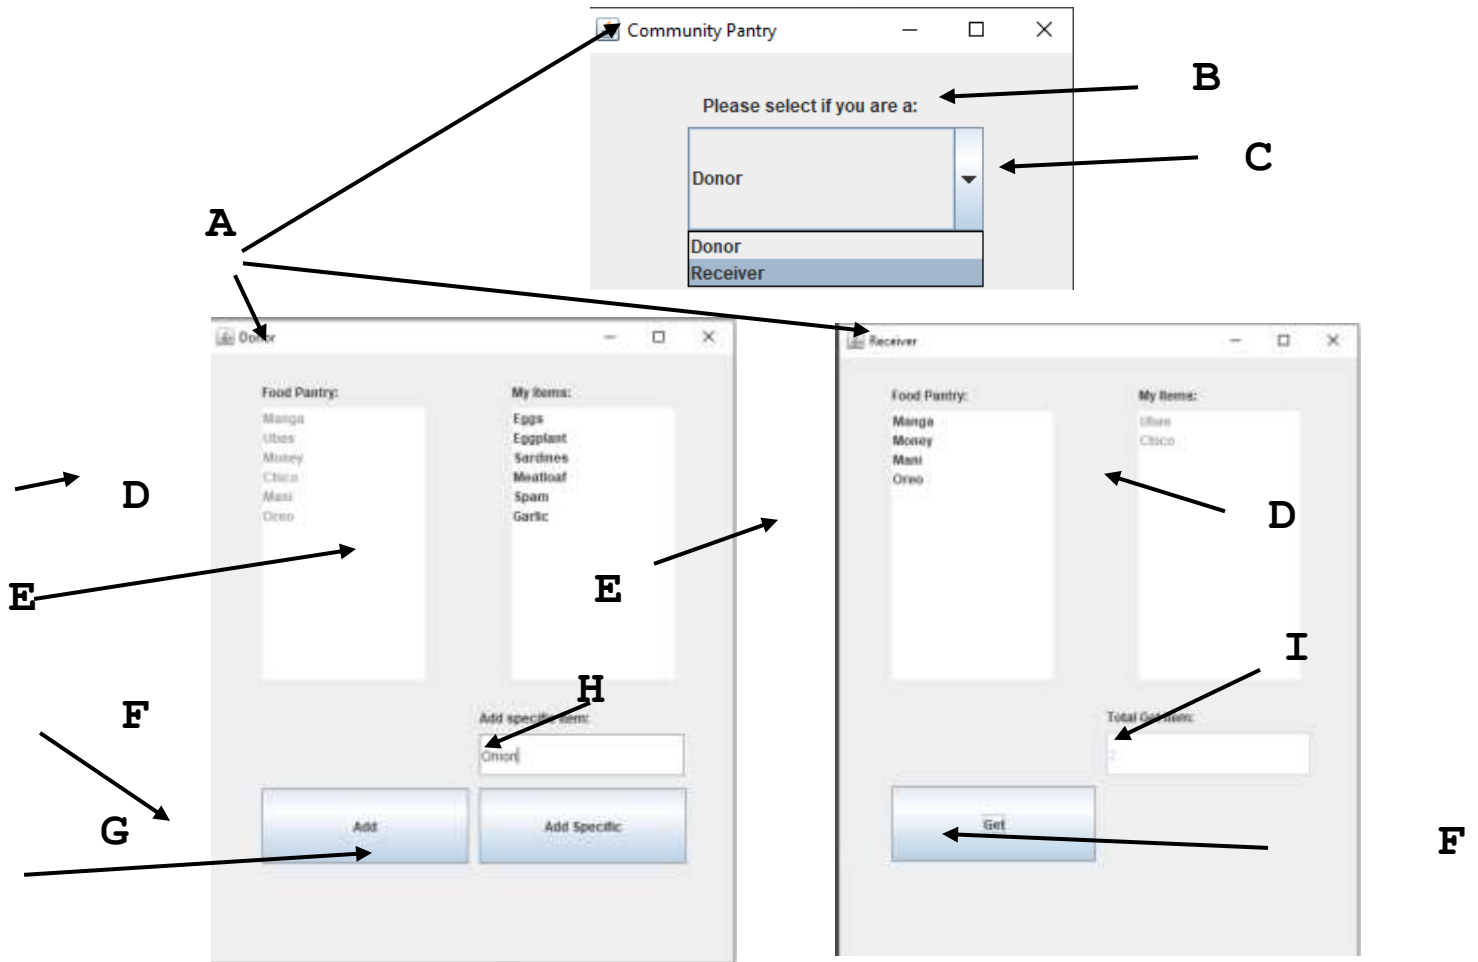 Community Pantry
B
Please select if you are a:
C
Donor
A
Donor
Receiver
Donor
Receiver
Food Pantry:
My Items:
Food Pantry:
My Items:
Manga
Ubas
Money
Chico
Mani
Oreo
Eggs
Eggplant
Sardines
Meatloaf
Spam
Garlic
Manga
Money
Mani
Oreo
Ubas
Chico
D
D
E
E
I
H
F
Add specific item:
Total Get Item:
Onion
G
Add
Add Specific
Get
F